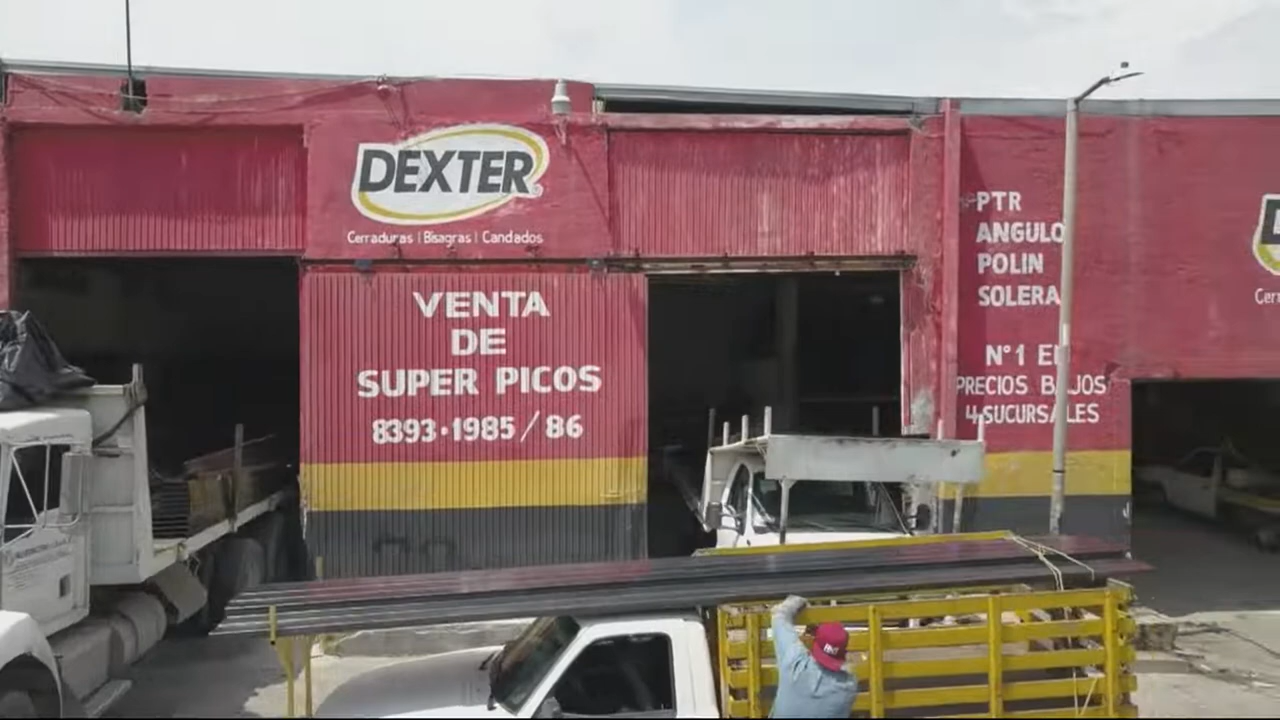 DEXTER
Cerraduras | Bisagras | Candados
VENTA
DE
SUPER PICOS
8393•1985/86
PTR
ANGULO
POLIN
SOLERA
N°1 EN
PRECIOS BAJOS
4 SUCURSALES